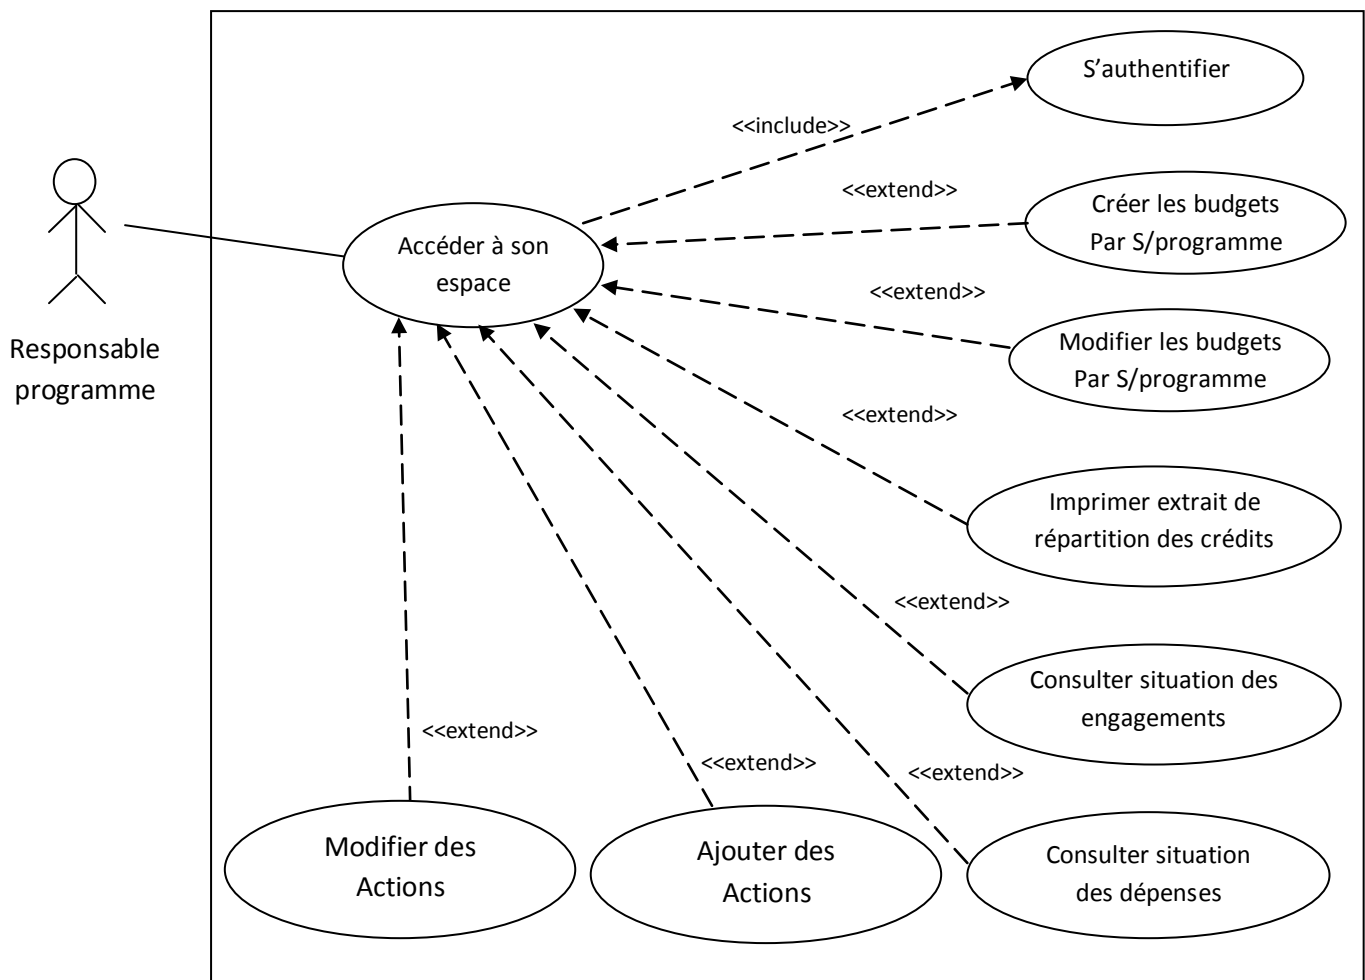 S’authentifier
<<include>>
<<extend>>
Créer les budgets
Par S/programme
Accéder à son
espace
<<extend>>
Modifier les budgets
Par S/programme
Responsable
programme
<<extend>>
Imprimer extrait de
répartition des crédits
<<extend>>
Consulter situation des
engagements
<<extend>>
<<extend>>
<<extend>>
Modifier des
Actions
Ajouter des
Actions
Consulter situation
des dépenses